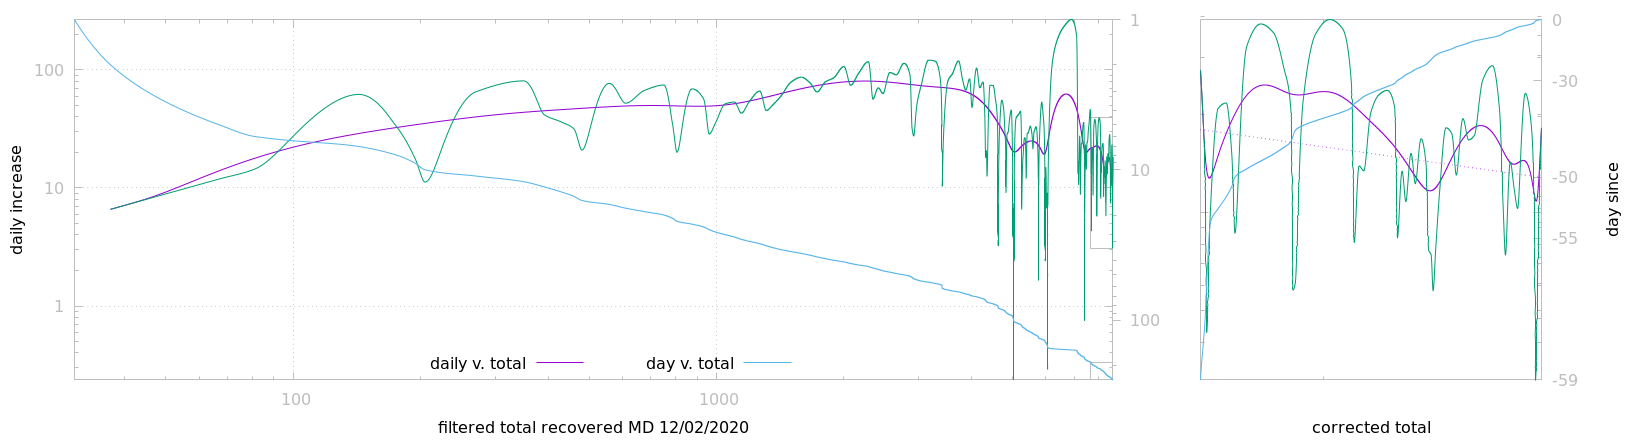 daily increase
100
10
1
daily v. total
day v. total
100
1000
filtered total recovered MD 12/02/2020
1
10
100
0
-30
-50
-55
-59
day since
corrected total